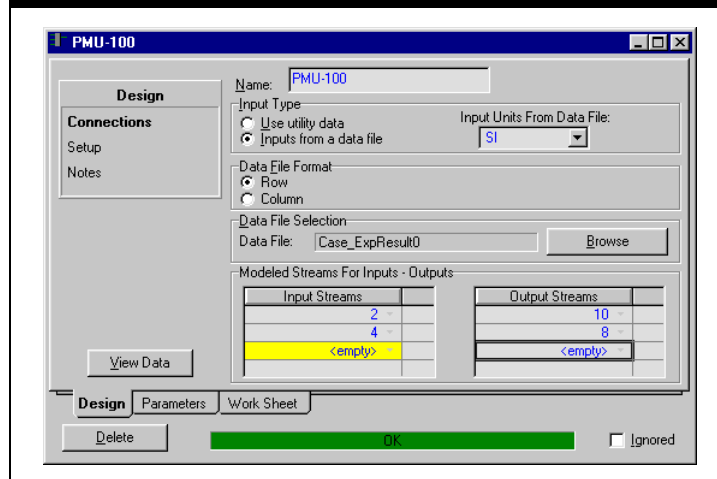 PMU-100
Design
Connections
Setup
Notes
View Data
Name: PMU-100
Input Type
Use utility data
Inputs from a data file
Input Units From Data File:
SI
Data File Format
Row
Column
Data File Selection
Data File: Case_ExpResult0 Browse
Modeled Streams For Inputs - Outputs
Input Streams
2
4
<empty>
Output Streams
10
8
<empty>
Design Parameters Work Sheet
Delete OK Ignored